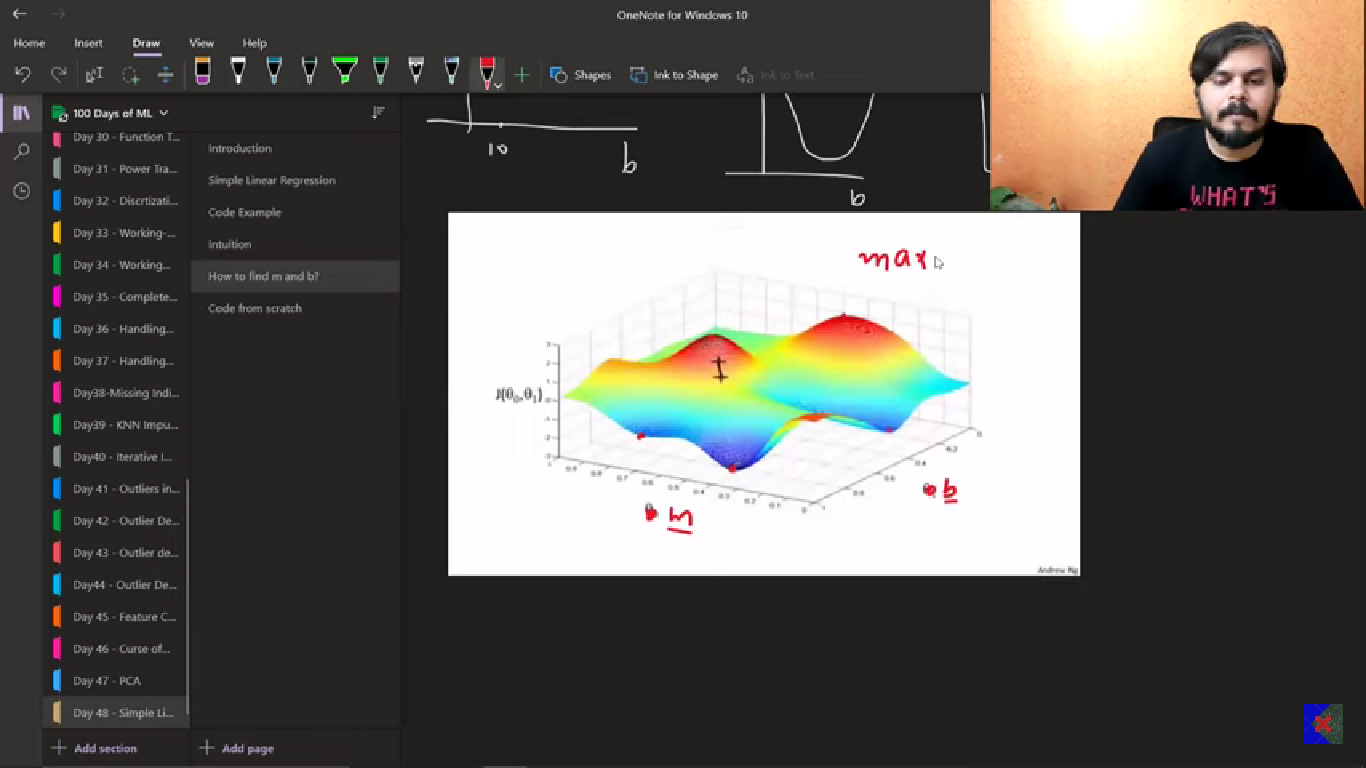 OneNote for Windows 10
Home Insert Draw View Help
Shapes Ink to Shape Ink to Text
100 Days of ML
Day 30 - Function T...
Day 31 - Power Tra...
Day 32 - Discrtizati...
Day 33 - Working-...
Day 34 - Working...
Day 35 - Complete...
Day 36 - Handling...
Day 37 - Handling...
Day38-Missing Indi...
Day39 - KNN Impu...
Day40 - Iterative I...
Day 41 - Outliers in...
Day 42 - Outlier De...
Day 43 - Outlier de...
Day44 - Outlier De...
Day 45 - Feature C...
Day 46 - Curse of...
Day 47 - PCA
Day 48 - Simple Li...
Add section
Introduction
Simple Linear Regression
Code Example
Intuition
How to find m and b?
Code from scratch
Add page
10
b
b
WHAT'S
max
J(θ₀,θ₁)
m
b
Andrew Ng